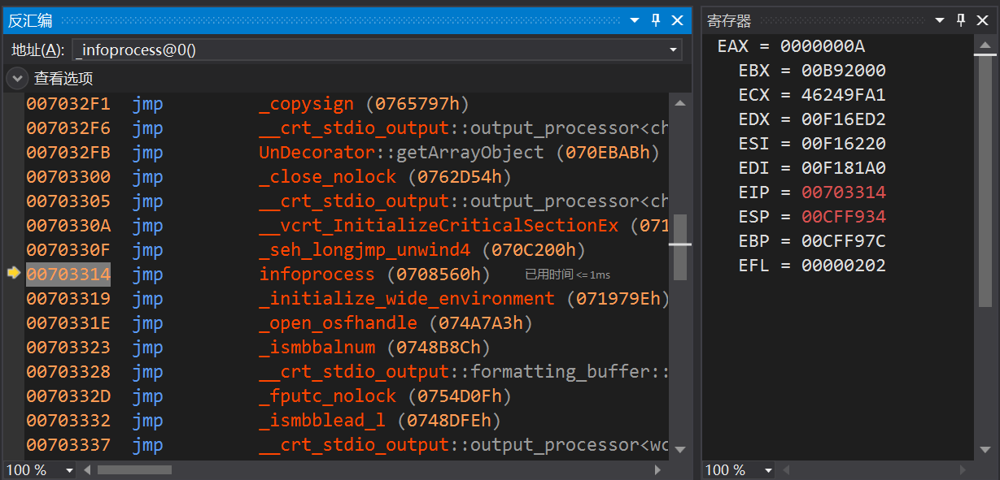 反汇编
地址(A): _infoprocess@0()
查看选项
007032F1 jmp _copysign (0765797h)
007032F6 jmp __crt_stdio_output::output_processor<ch
007032FB jmp UnDecorator::getArrayObject (070EBABh)
00703300 jmp _close_nolock (0762D54h)
00703305 jmp __crt_stdio_output::output_processor<ch
0070330A jmp __vcrt_InitializeCriticalSectionEx (071
0070330F jmp _seh_longjmp_unwind4 (070C200h)
00703314 jmp infoprocess (0708560h) 已用时间 <= 1ms
00703319 jmp _initialize_wide_environment (071979Eh)
0070331E jmp _open_osfhandle (074A7A3h)
00703323 jmp _ismbbalnum (0748B8Ch)
00703328 jmp __crt_stdio_output::formatting_buffer::
0070332D jmp _fputc_nolock (0754D0Fh)
00703332 jmp _ismbblead_l (0748DFEh)
00703337 jmp __crt_stdio_output::output_processor<wc
100 %
寄存器
EAX = 0000000A
EBX = 00B92000
ECX = 46249FA1
EDX = 00F16ED2
ESI = 00F16220
EDI = 00F181A0
EIP = 00703314
ESP = 00CFF934
EBP = 00CFF97C
EFL = 00000202
100 %